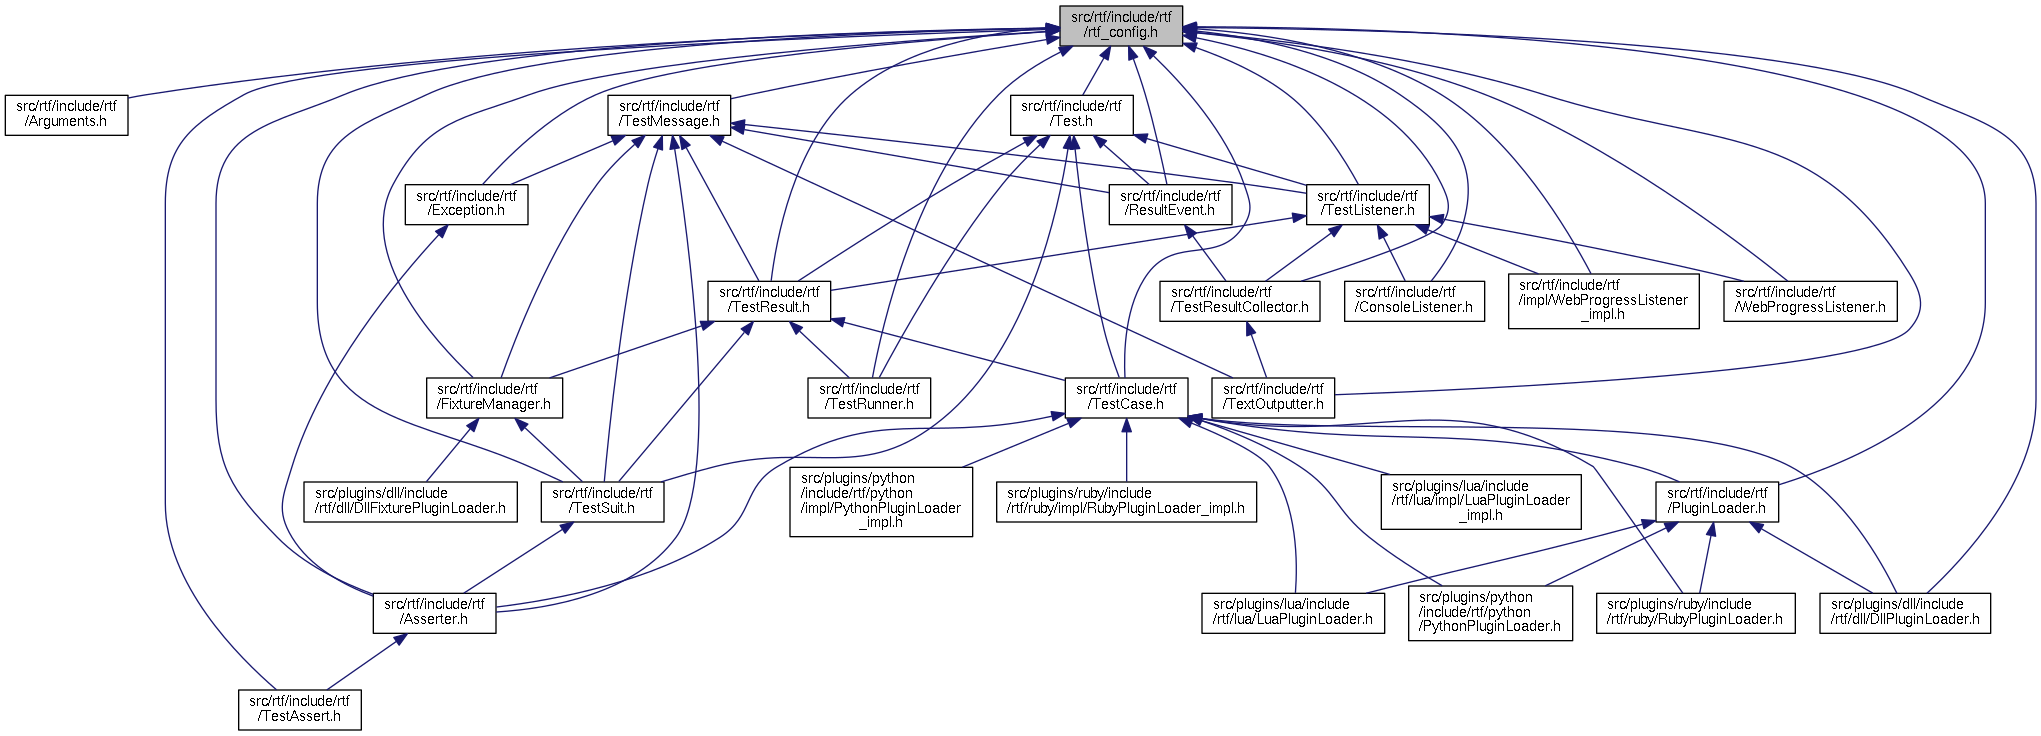 src/rtf/include/rtf
/rtf_config.h
src/rtf/include/rtf
/Arguments.h
src/rtf/include/rtf
/TestMessage.h
src/rtf/include/rtf
/Test.h
src/rtf/include/rtf
/Exception.h
src/rtf/include/rtf
/ResultEvent.h
src/rtf/include/rtf
/TestListener.h
src/rtf/include/rtf
/TestResult.h
src/rtf/include/rtf
/TestResultCollector.h
src/rtf/include/rtf
/ConsoleListener.h
src/rtf/include/rtf
/impl/WebProgressListener
_impl.h
src/rtf/include/rtf
/WebProgressListener.h
src/rtf/include/rtf
/FixtureManager.h
src/rtf/include/rtf
/TestRunner.h
src/rtf/include/rtf
/TestCase.h
src/rtf/include/rtf
/TextOutputter.h
src/plugins/dll/include
/rtf/dll/DllFixturePluginLoader.h
src/rtf/include/rtf
/TestSuit.h
src/plugins/python
/include/rtf/python
/impl/PythonPluginLoader
_impl.h
src/plugins/ruby/include
/rtf/ruby/impl/RubyPluginLoader_impl.h
src/plugins/lua/include
/rtf/lua/impl/LuaPluginLoader
_impl.h
src/rtf/include/rtf
/PluginLoader.h
src/rtf/include/rtf
/Asserter.h
src/plugins/lua/include
/rtf/lua/LuaPluginLoader.h
src/plugins/python
/include/rtf/python
/PythonPluginLoader.h
src/plugins/ruby/include
/rtf/ruby/RubyPluginLoader.h
src/plugins/dll/include
/rtf/dll/DllPluginLoader.h
src/rtf/include/rtf
/TestAssert.h